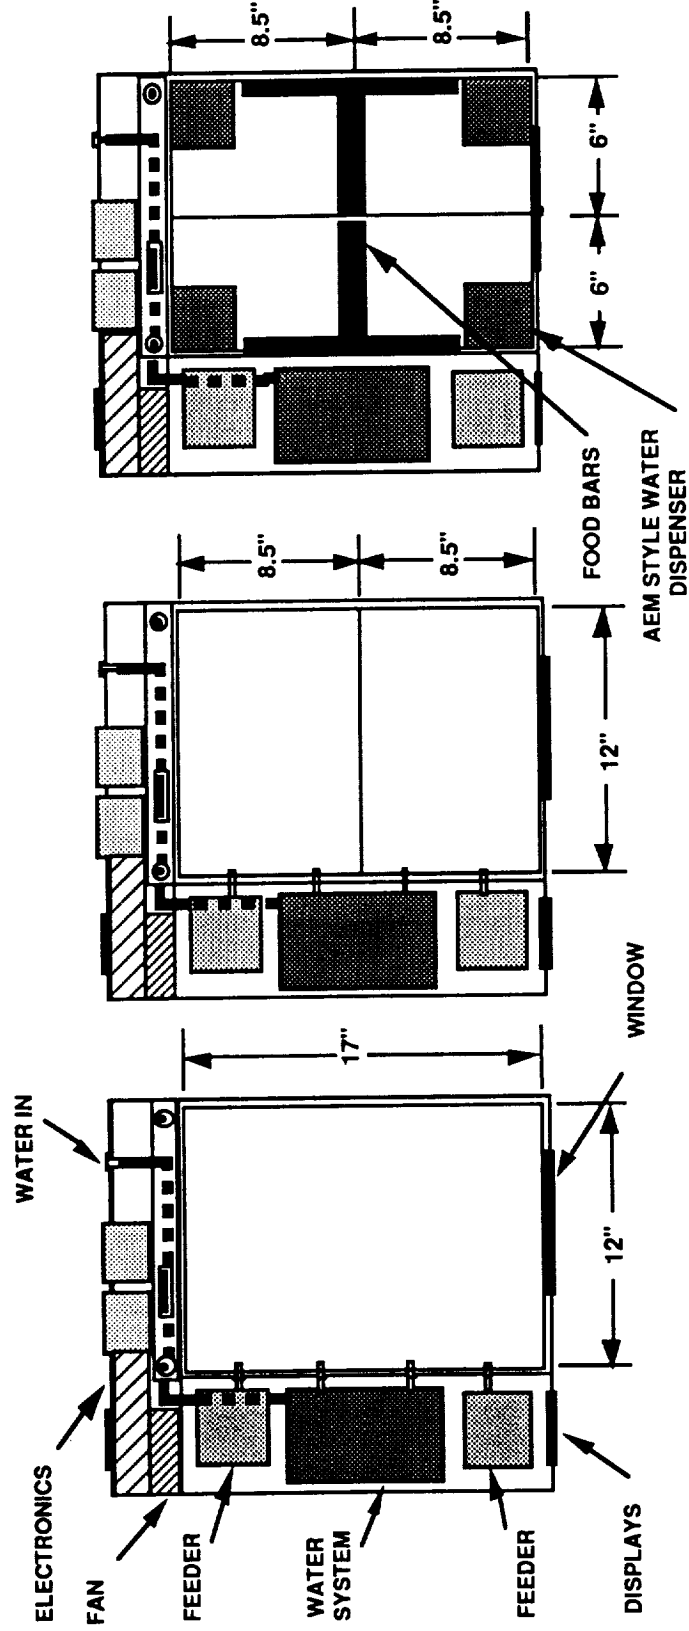 ELECTRONICS
FAN
FEEDER
WATER
SYSTEM
FEEDER
DISPLAYS
WATER IN
17"
12"
WINDOW
8.5"
8.5"
12"
8.5"
8.5"
6"
6"
FOOD BARS
AEM STYLE WATER
DISPENSER